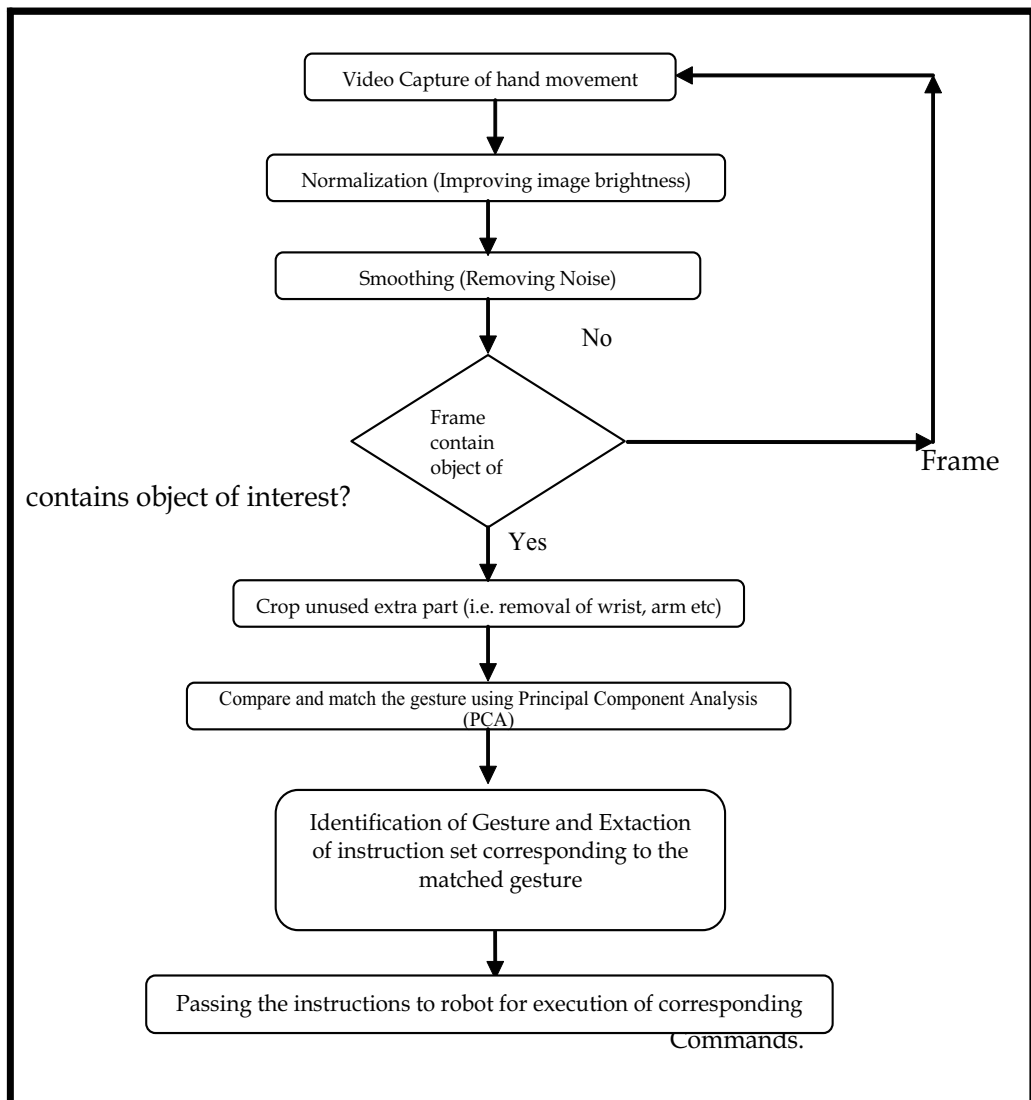 Video Capture of hand movement
Normalization (Improving image brightness)
Smoothing (Removing Noise)
No
Frame
contain
object of
Frame
contains object of interest?
Yes
Crop unused extra part (i.e. removal of wrist, arm etc)
Compare and match the gesture using Principal Component Analysis
(PCA)
Identification of Gesture and Extaction
of instruction set corresponding to the
matched gesture
Passing the instructions to robot for execution of corresponding
Commands.